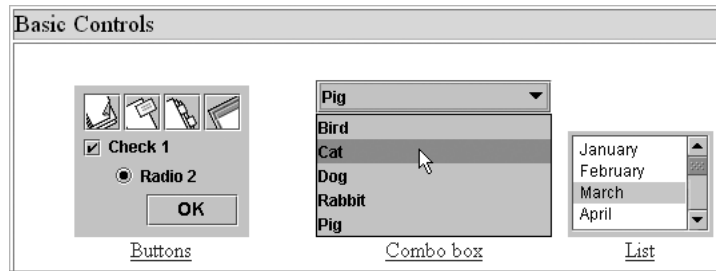 Basic Controls
Check 1
Radio 2
OK
Buttons
Pig
Bird
Cat
Dog
Rabbit
Pig
Combo box
January
February
March
April
List